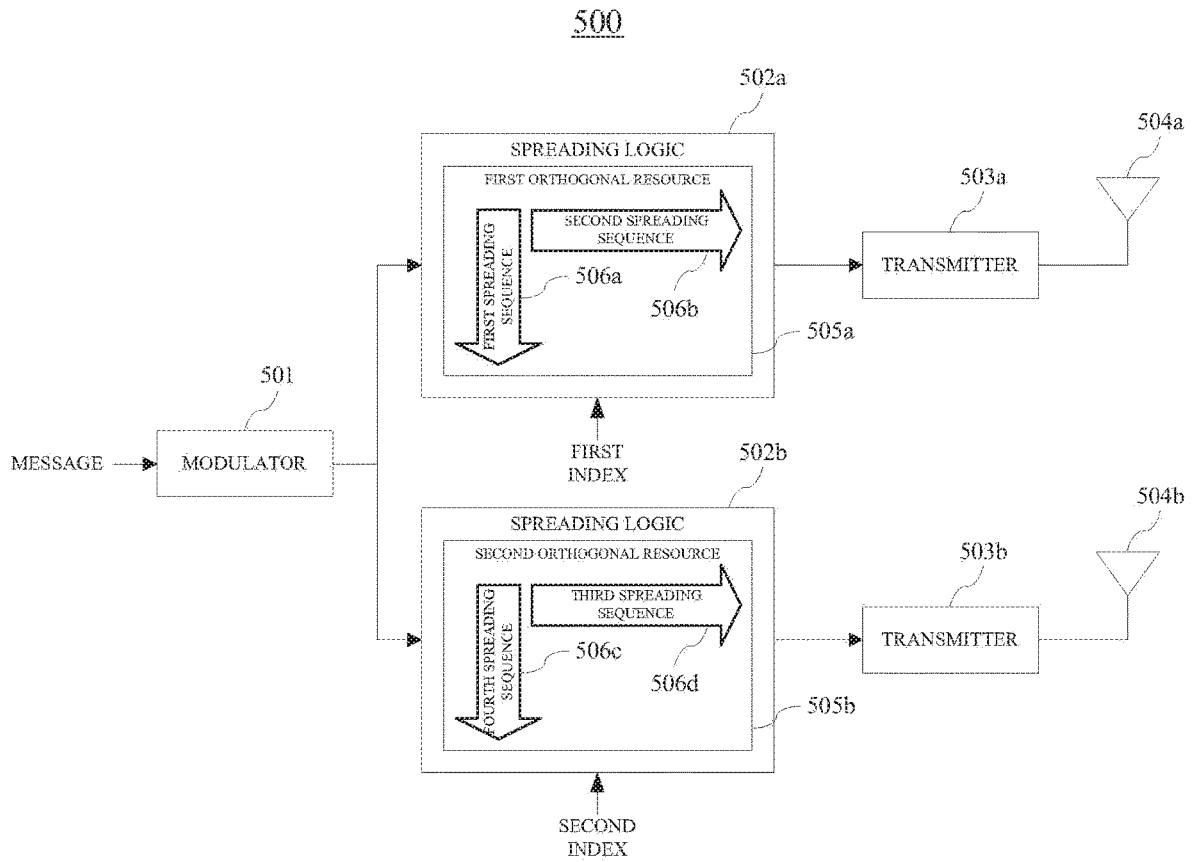 500
502a
SPREADING LOGIC
FIRST ORTHOGONAL RESOURCE
FIRST SPREADING
SEQUENCE
SECOND SPREADING
SEQUENCE
506a
506b
505a
503a
TRANSMITTER
504a
501
MESSAGE
MODULATOR
FIRST
INDEX
502b
SPREADING LOGIC
SECOND ORTHOGONAL RESOURCE
FOURTH SPREADING
SEQUENCE
THIRD SPREADING
SEQUENCE
506c
506d
505b
503b
TRANSMITTER
504b
SECOND
INDEX